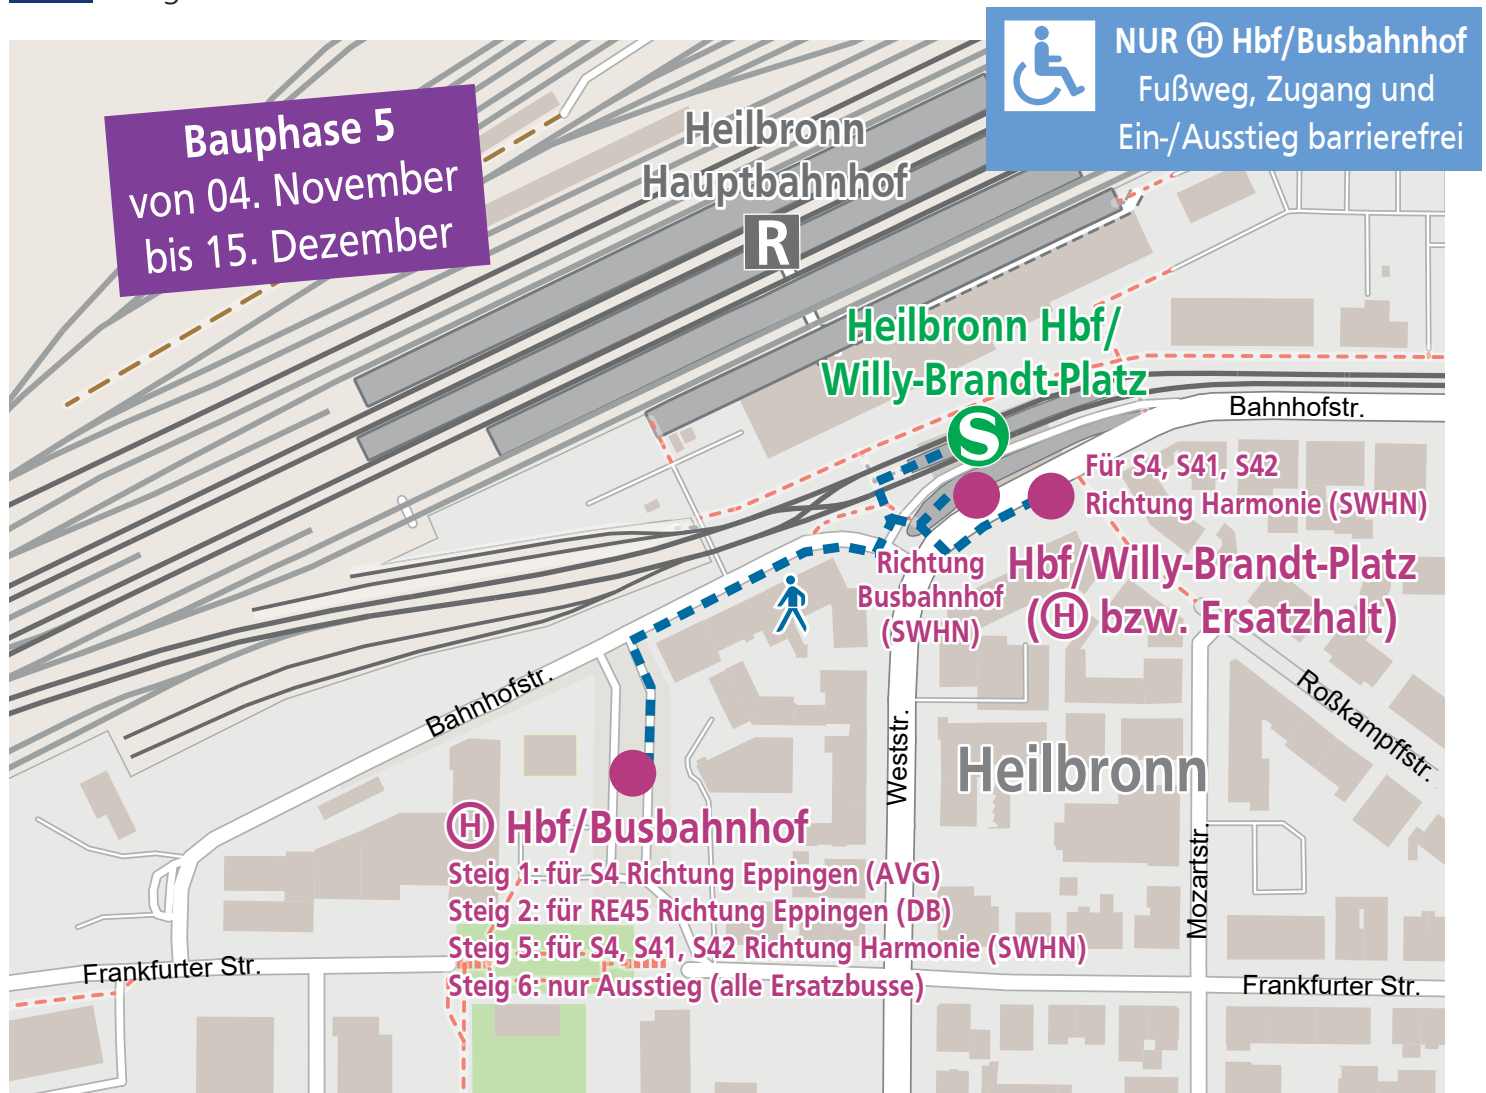 NUR Ⓗ Hbf/Busbahnhof
Fußweg, Zugang und
Ein-/Ausstieg barrierefrei
Bauphase 5
von 04. November
bis 15. Dezember
Heilbronn
Hauptbahnhof
R
Heilbronn Hbf/
Willy-Brandt-Platz
S
Bahnhofstr.
Für S4, S41, S42
Richtung Harmonie (SWHN)
Hbf/Willy-Brandt-Platz
(Ⓗ bzw. Ersatzhalt)
Richtung
Busbahnhof
(SWHN)
Bahnhofstr.
Roßkampffstr.
Weststr.
Heilbronn
Mozartstr.
Ⓗ Hbf/Busbahnhof
Steig 1: für S4 Richtung Eppingen (AVG)
Steig 2: für RE45 Richtung Eppingen (DB)
Steig 5: für S4, S41, S42 Richtung Harmonie (SWHN)
Steig 6: nur Ausstieg (alle Ersatzbusse)
Frankfurter Str.
Frankfurter Str.